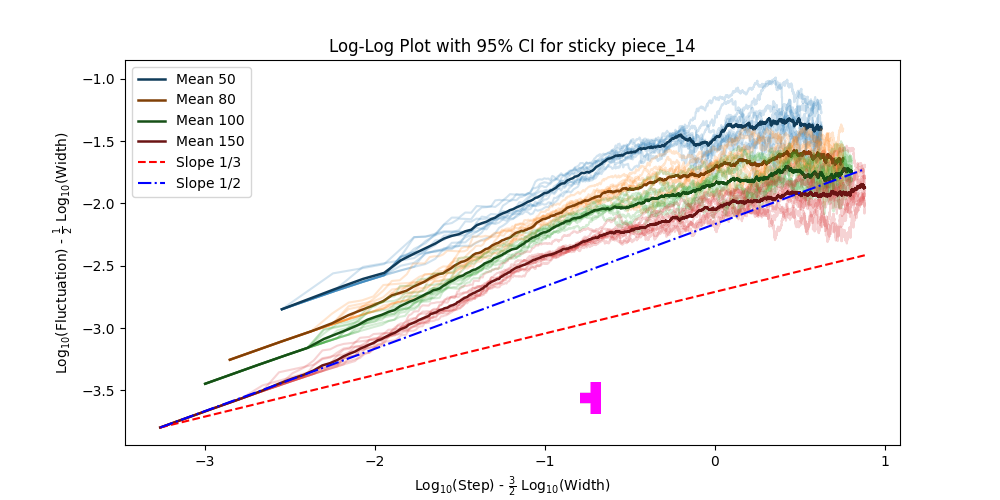 Log-Log Plot with 95% CI for sticky piece_14
Log₁₀(Fluctuation) - 1/2 Log₁₀(Width)
−1.0
−1.5
−2.0
−2.5
−3.0
−3.5
Mean 50
Mean 80
Mean 100
Mean 150
Slope 1/3
Slope 1/2
−3
−2
−1
0
1
Log₁₀(Step) - 3/2 Log₁₀(Width)